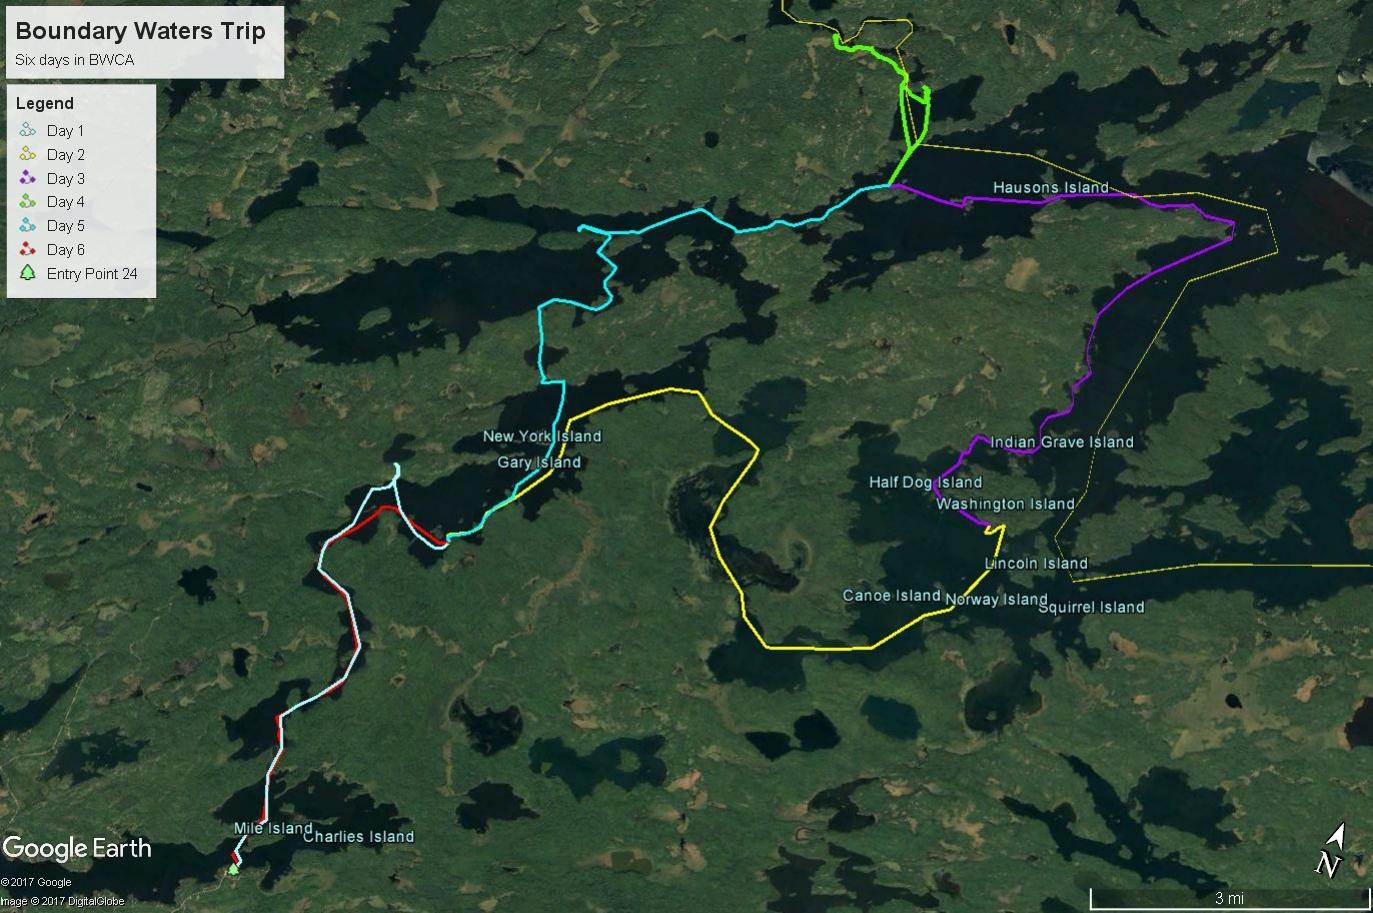 Boundary Waters Trip
Six days in BWCA
Legend
Day 1
Day 2
Day 3
Day 4
Day 5
Day 6
Entry Point 24
Hausons Island
New York Island
Gary Island
Indian Grave Island
Half Dog Island
Washington Island
Lincoln Island
Canoe Island
Norway Island
Squirrel Island
Mile Island
Charlies Island
Google Earth
©2017 Google
Image © 2017 DigitalGlobe
N
3 mi